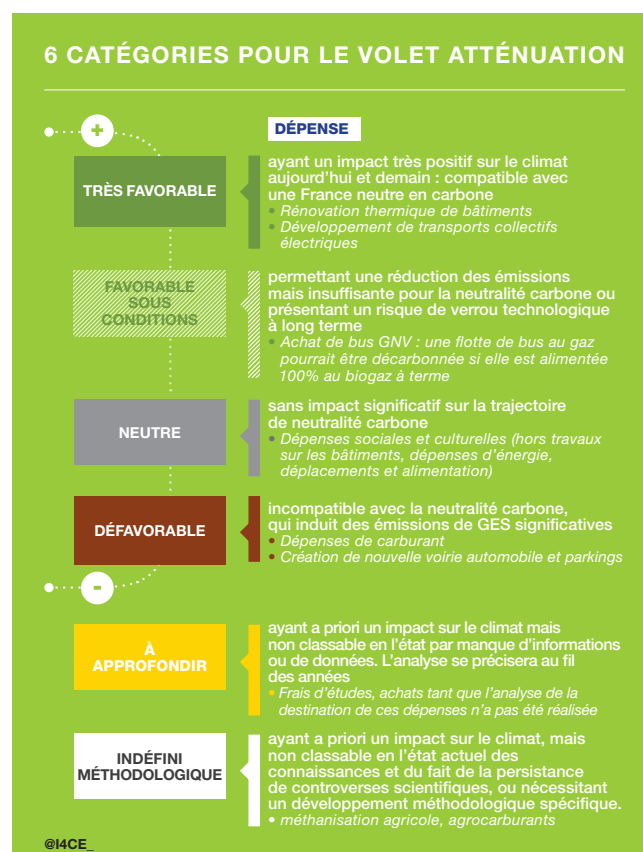 6 CATÉGORIES POUR LE VOLET ATTÉNUATION
+
DÉPENSE
TRÈS FAVORABLE
ayant un impact très positif sur le climat
aujourd'hui et demain : compatible avec
une France neutre en carbone
• Rénovation thermique de bâtiments
• Développement de transports collectifs
électriques
FAVORABLE
SOUS
CONDITIONS
permettant une réduction des émissions
mais insuffisante pour la neutralité carbone ou
présentant un risque de verrou technologique
à long terme
• Achat de bus GNV : une flotte de bus au gaz
pourrait être décarbonnée si elle est alimentée
100% au biogaz à terme
NEUTRE
sans impact significatif sur la trajectoire
de neutralité carbone
• Dépenses sociales et culturelles (hors travaux
sur les bâtiments, dépenses d'énergie,
déplacements et alimentation)
DÉFAVORABLE
incompatible avec la neutralité carbone,
qui induit des émissions de GES significatives
• Dépenses de carburant
• Création de nouvelle voirie automobile et parkings
-
À
APPROFONDIR
ayant a priori un impact sur le climat mais
non classable en l'état par manque d'informations
ou de données. L'analyse se précisera au fil
des années
• Frais d'études, achats tant que l'analyse de la
destination de ces dépenses n'a pas été réalisée
INDÉFINI
MÉTHODOLOGIQUE
ayant a priori un impact sur le climat, mais
non classable en l'état actuel des
connaissances et du fait de la persistance
de controverses scientifiques, ou nécessitant
un développement méthodologique spécifique.
• méthanisation agricole, agrocarburants
@I4CE_